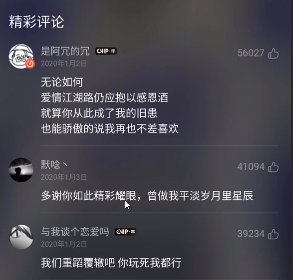 精彩评论
是阿冗的冗
56027
2020年1月2日
无论如何
爱情江湖路仍应抱以感恩酒
就算你从此成了我的旧患
也能骄傲的说我再也不差喜欢
默唸丶
41094
2020年1月3日
多谢你如此精彩耀眼，曾做我平淡岁月里星辰
与我谈个恋爱吗
39234
2020年1月2日
我们重蹈覆辙吧 你玩死我都行